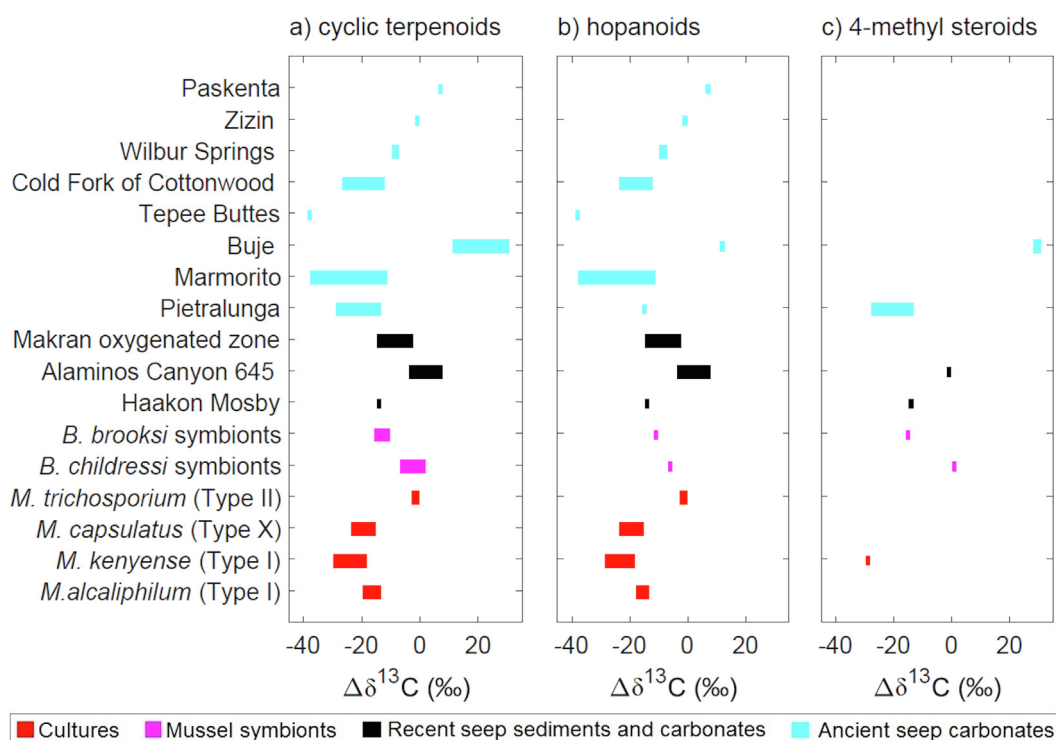 a) cyclic terpenoids b) hopanoids c) 4-methyl steroids
Paskenta
Zizin
Wilbur Springs
Cold Fork of Cottonwood
Tepee Buttes
Buje
Marmorito
Pietralunga
Makran oxygenated zone
Alaminos Canyon 645
Haakon Mosby
B. brooksi symbionts
B. childressi symbionts
M. trichosporium (Type II)
M. capsulatus (Type X)
M. kenyense (Type I)
M.alcaliphilum (Type I)
-40 -20 0 20 -40 -20 0 20 -40 -20 0 20
Δδ¹³C (‰) Δδ¹³C (‰) Δδ¹³C (‰)
Cultures Mussel symbionts Recent seep sediments and carbonates Ancient seep carbonates